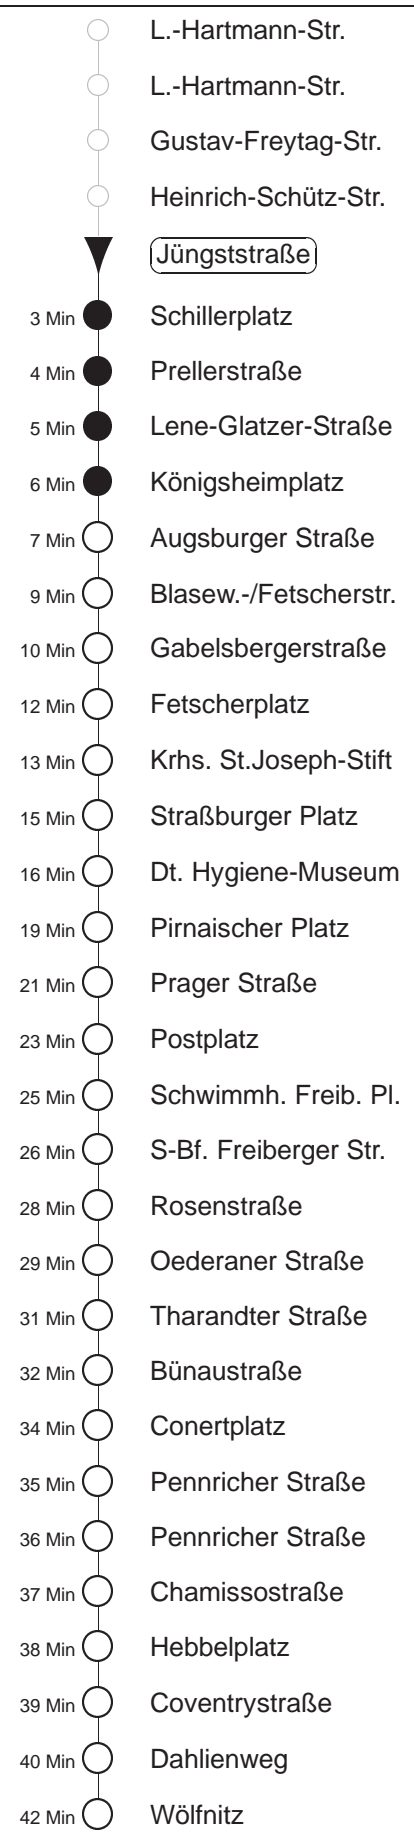 L.-Hartmann-Str.
L.-Hartmann-Str.
Gustav-Freytag-Str.
Heinrich-Schütz-Str.
Jüngststraße
3 Min Schillerplatz
4 Min Prellerstraße
5 Min Lene-Glatzer-Straße
6 Min Königsheimplatz
7 Min Augsburger Straße
9 Min Blasew.-/Fetscherstr.
10 Min Gabelsbergerstraße
12 Min Fetscherplatz
13 Min Krhs. St.Joseph-Stift
15 Min Straßburger Platz
16 Min Dt. Hygiene-Museum
19 Min Pirnaischer Platz
21 Min Prager Straße
23 Min Postplatz
25 Min Schwimmh. Freib. Pl.
26 Min S-Bf. Freiberger Str.
28 Min Rosenstraße
29 Min Oederaner Straße
31 Min Tharandter Straße
32 Min Bünaustraße
34 Min Conertplatz
35 Min Pennricher Straße
36 Min Pennricher Straße
37 Min Chamissostraße
38 Min Hebbelplatz
39 Min Coventrystraße
40 Min Dahlienweg
42 Min Wölfnitz